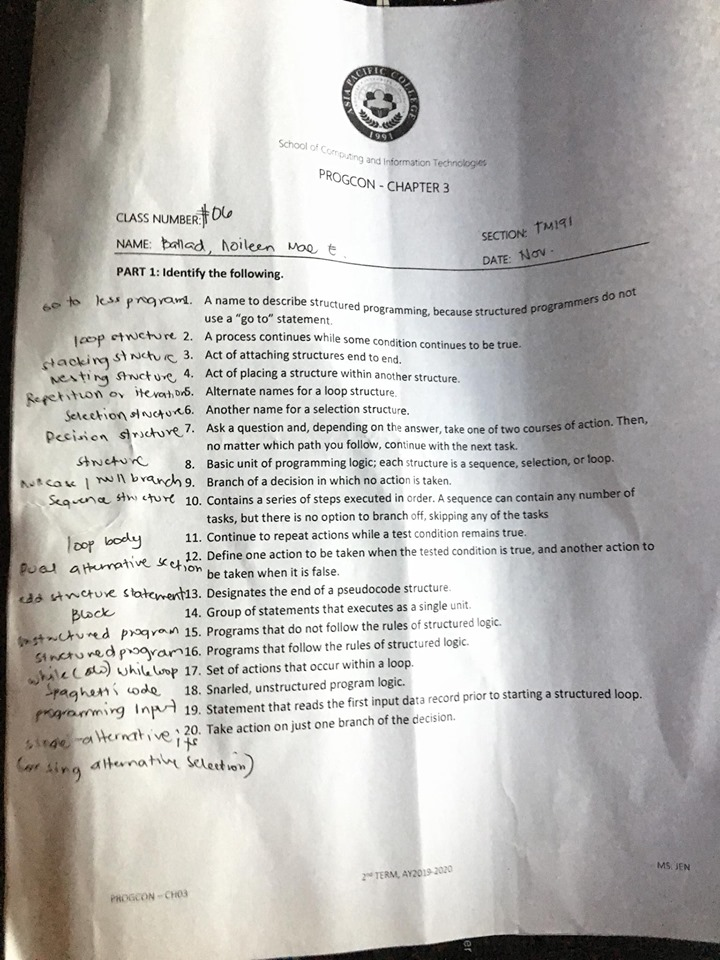 ASIA PACIFIC COLLEGE
1991
School of Computing and Information Technologies
PROGCON - CHAPTER 3
CLASS NUMBER: #06
SECTION: TM191
NAME: Ballad, Noileen Mae E.
DATE: Nov.
PART 1: Identify the following.
Go to less program 1. A name to describe structured programming, because structured programmers do not
use a "go to" statement.
loop structure 2. A process continues while some condition continues to be true.
stacking structure 3. Act of attaching structures end to end.
Nesting structure 4. Act of placing a structure within another structure.
Repetition or iteration 5. Alternate names for a loop structure.
Selection structure 6. Another name for a selection structure.
Decision structure 7. Ask a question and, depending on the answer, take one of two courses of action. Then,
no matter which path you follow, continue with the next task.
structure 8. Basic unit of programming logic; each structure is a sequence, selection, or loop.
null case / null branch 9. Branch of a decision in which no action is taken.
Sequence structure 10. Contains a series of steps executed in order. A sequence can contain any number of
tasks, but there is no option to branch off, skipping any of the tasks
loop body 11. Continue to repeat actions while a test condition remains true.
Dual alternative 12. Define one action to be taken when the tested condition is true, and another action to
be taken when it is false.
structure statement 13. Designates the end of a pseudocode structure.
Block 14. Group of statements that executes as a single unit.
program 15. Programs that do not follow the rules of structured logic.
structured program 16. Programs that follow the rules of structured logic.
while ( ) while loop 17. Set of actions that occur within a loop.
Spaghetti code 18. Snarled, unstructured program logic.
programming Input 19. Statement that reads the first input data record prior to starting a structured loop.
-alternative ; 20. Take action on just one branch of the decision.
alternative Selection)
2nd TERM, AY2019-2020
MS. JEN
PROGCON – CH03